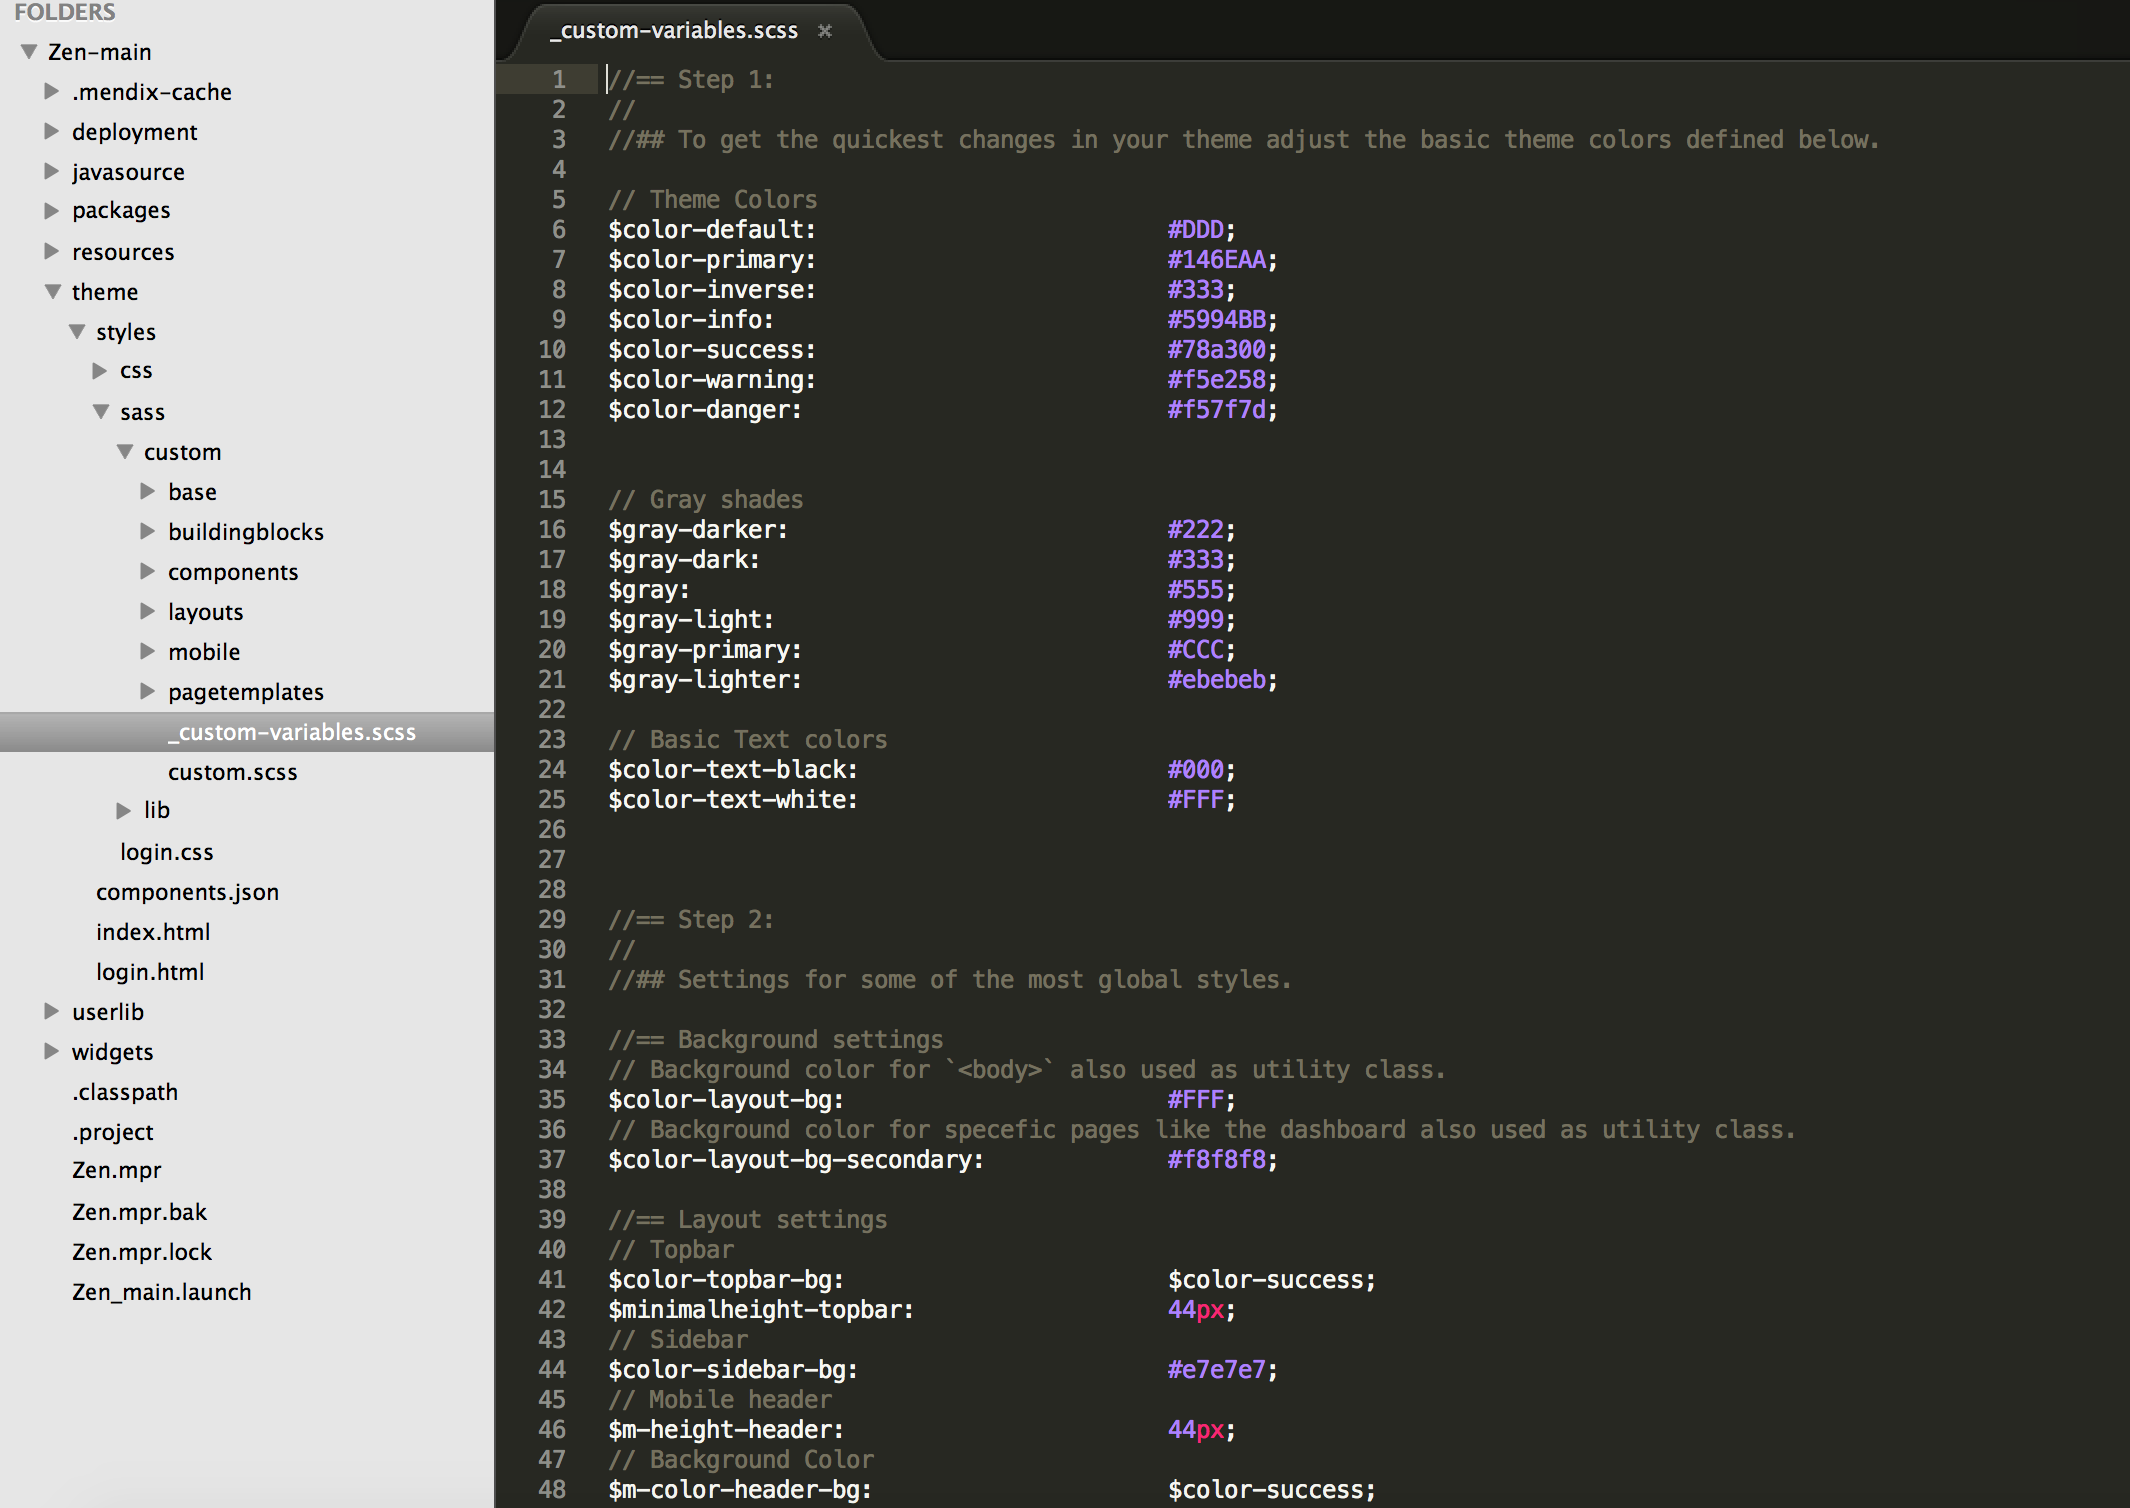 FOLDERS
Zen-main
.mendix-cache
deployment
javasource
packages
resources
theme
styles
css
sass
custom
base
buildingblocks
components
layouts
mobile
pagetemplates
_custom-variables.scss
custom.scss
lib
login.css
components.json
index.html
login.html
userlib
widgets
.classpath
.project
Zen.mpr
Zen.mpr.bak
Zen.mpr.lock
Zen_main.launch
_custom-variables.scss ×
1 //== Step 1:
2 //
3 //## To get the quickest changes in your theme adjust the basic theme colors defined below.
4
5 // Theme Colors
6 $color-default: #DDD;
7 $color-primary: #146EAA;
8 $color-inverse: #333;
9 $color-info: #5994BB;
10 $color-success: #78a300;
11 $color-warning: #f5e258;
12 $color-danger: #f57f7d;
13
14
15 // Gray shades
16 $gray-darker: #222;
17 $gray-dark: #333;
18 $gray: #555;
19 $gray-light: #999;
20 $gray-primary: #CCC;
21 $gray-lighter: #ebebeb;
22
23 // Basic Text colors
24 $color-text-black: #000;
25 $color-text-white: #FFF;
26
27
28
29 //== Step 2:
30 //
31 //## Settings for some of the most global styles.
32
33 //== Background settings
34 // Background color for `<body>` also used as utility class.
35 $color-layout-bg: #FFF;
36 // Background color for specefic pages like the dashboard also used as utility class.
37 $color-layout-bg-secondary: #f8f8f8;
38
39 //== Layout settings
40 // Topbar
41 $color-topbar-bg: $color-success;
42 $minimalheight-topbar: 44px;
43 // Sidebar
44 $color-sidebar-bg: #e7e7e7;
45 // Mobile header
46 $m-height-header: 44px;
47 // Background Color
48 $m-color-header-bg: $color-success;